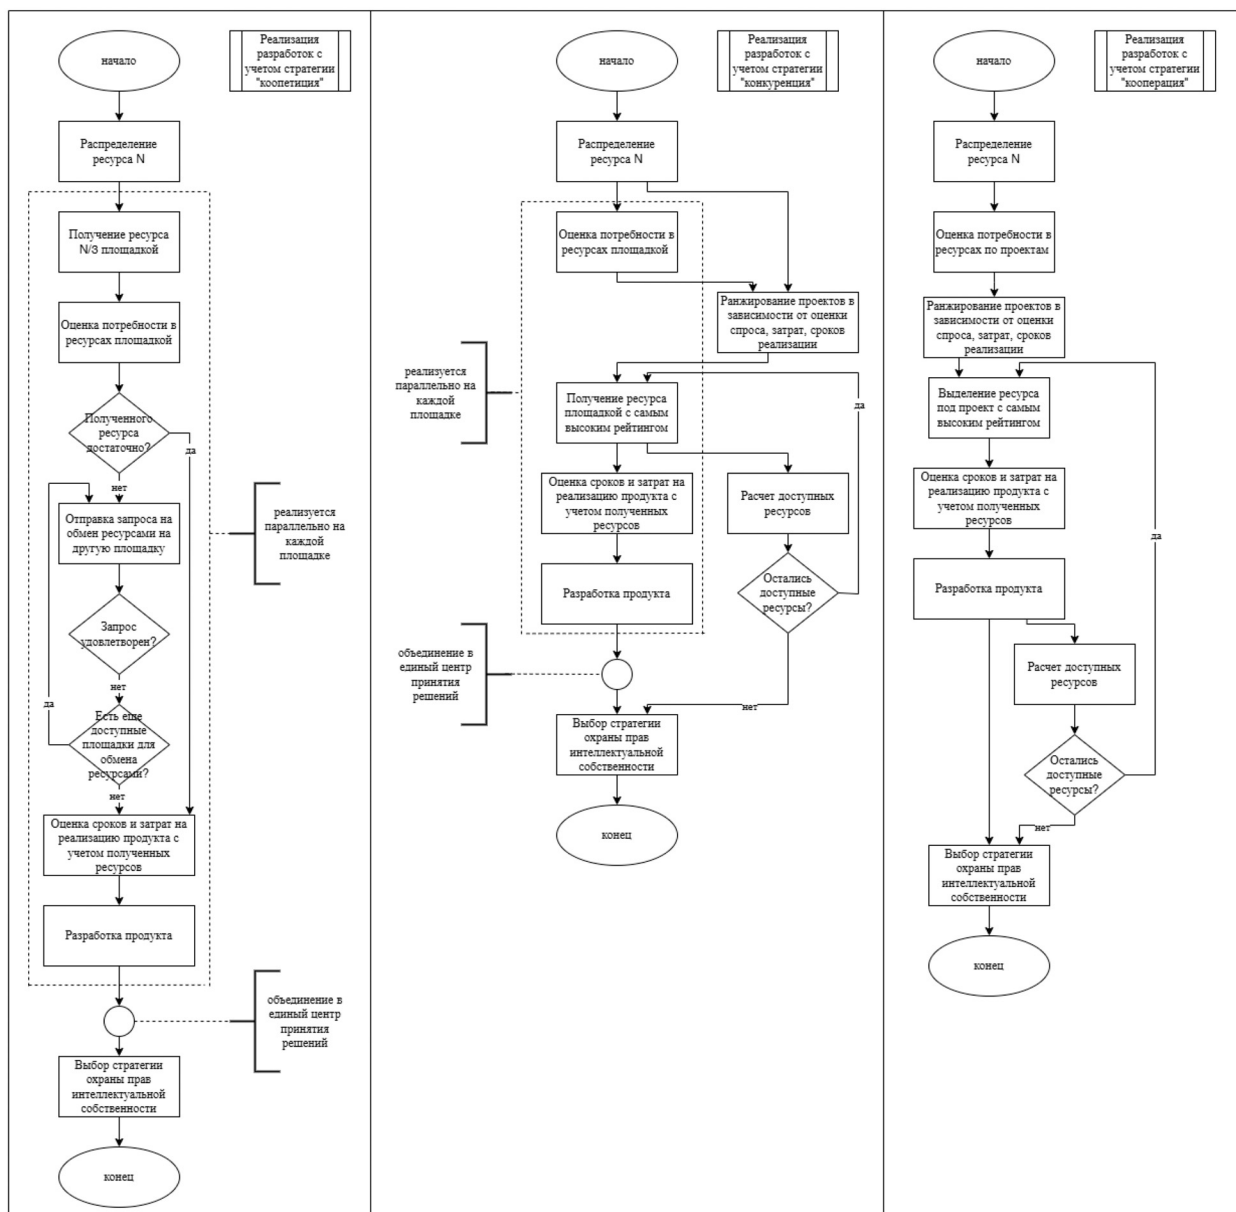 начало
Реализация
разработок с
учетом стратегии
"коопетиция"
Распределение
ресурса N
Получение ресурса
N/3 площадкой
Оценка потребности в
ресурсах площадкой
Полученного
ресурса
достаточно?
да
нет
Отправка запроса на
обмен ресурсами на
другую площадку
реализуется
параллельно на
каждой
площадке
Запрос
удовлетворен?
нет
да
Есть еще
доступные
площадки для
обмена
ресурсами?
нет
Оценка сроков и затрат на
реализацию продукта с
учетом полученных
ресурсов
Разработка продукта
объединение в
единый центр
принятия
решений
Выбор стратегии
охраны прав
интеллектуальной
собственности
конец
начало
Реализация
разработок с
учетом стратегии
"конкуренция"
Распределение
ресурса N
Оценка потребности в
ресурсах площадкой
Ранжирование проектов в
зависимости от оценки
спроса, затрат, сроков
реализации
реализуется
параллельно на
каждой
площадке
Получение ресурса
площадкой с самым
высоким рейтингом
да
Оценка сроков и затрат на
реализацию продукта с
учетом полученных
ресурсов
Расчет доступных
ресурсов
Разработка продукта
Остались
доступные
ресурсы?
объединение в
единый центр
принятия
решений
нет
Выбор стратегии
охраны прав
интеллектуальной
собственности
конец
начало
Реализация
разработок с
учетом стратегии
"кооперация"
Распределение
ресурса N
Оценка потребности в
ресурсах по проектам
Ранжирование проектов в
зависимости от оценки
спроса, затрат, сроков
реализации
Выделение ресурса
под проект с самым
высоким рейтингом
Оценка сроков и затрат на
реализацию продукта с
учетом полученных
ресурсов
да
Разработка продукта
Расчет доступных
ресурсов
Остались
доступные
ресурсы?
нет
Выбор стратегии
охраны прав
интеллектуальной
собственности
конец